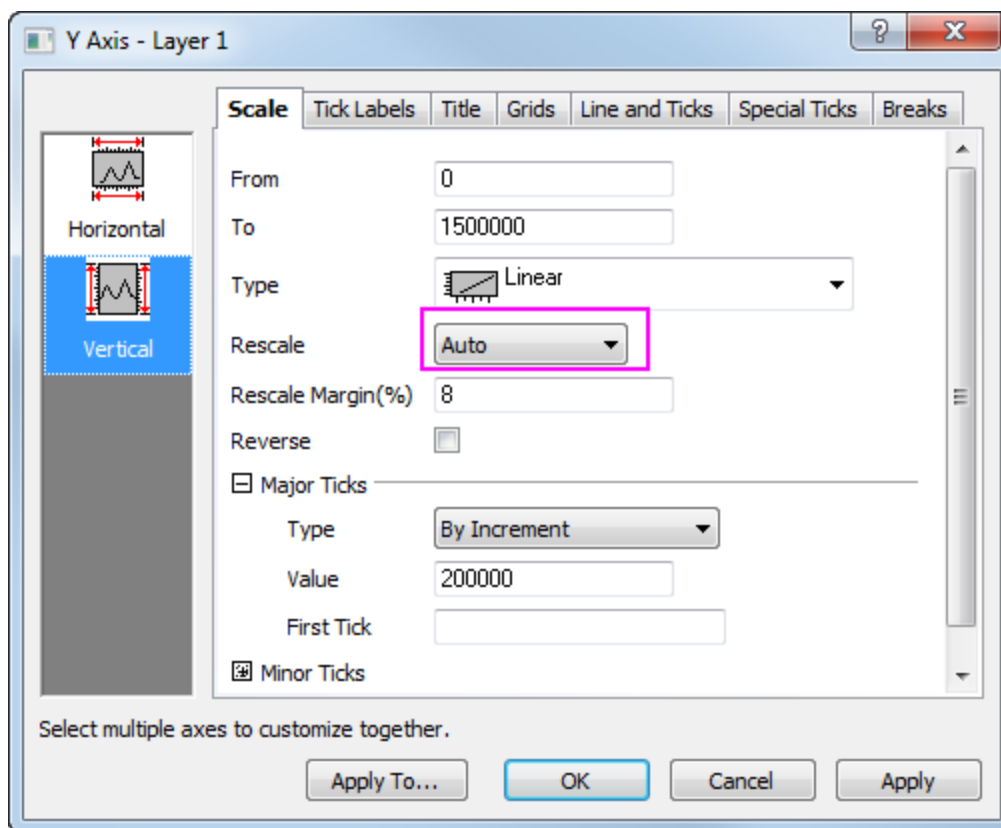 Y Axis - Layer 1
Scale Tick Labels Title Grids Line and Ticks Special Ticks Breaks
Horizontal
Vertical
From 0
To 1500000
Type Linear
Rescale Auto
Rescale Margin(%) 8
Reverse
Major Ticks
Type By Increment
Value 200000
First Tick
Minor Ticks
Select multiple axes to customize together.
Apply To... OK Cancel Apply